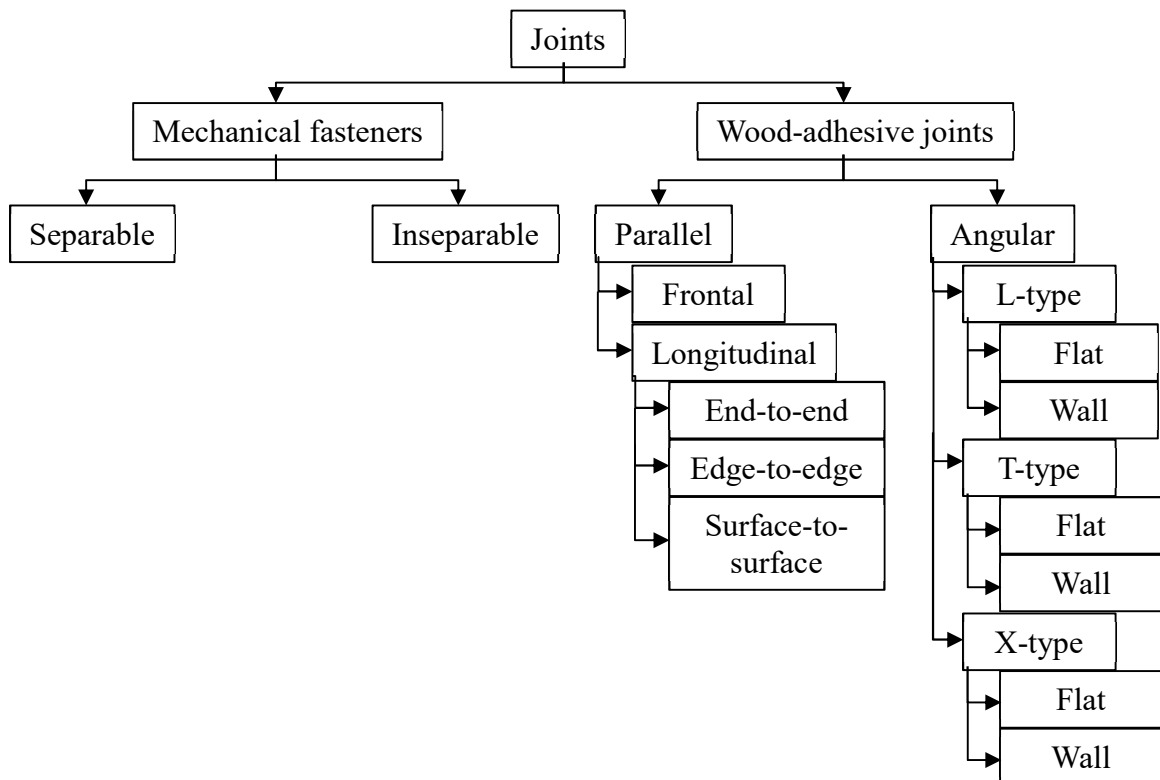 Joints
Mechanical fasteners
Wood-adhesive joints
Separable
Inseparable
Parallel
Angular
Frontal
L-type
Longitudinal
Flat
End-to-end
Wall
Edge-to-edge
T-type
Surface-to-
surface
Flat
Wall
X-type
Flat
Wall